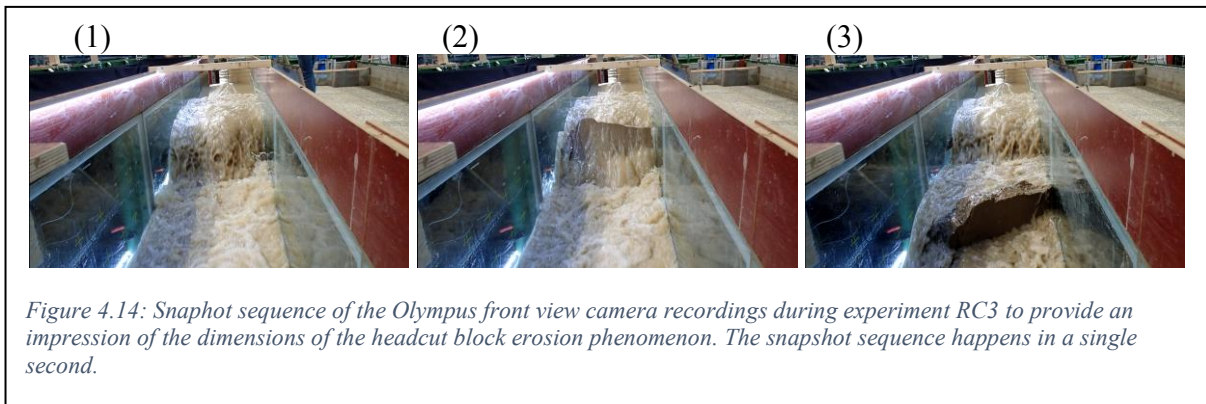 (1) (2) (3)
Figure 4.14: Snaphot sequence of the Olympus front view camera recordings during experiment RC3 to provide an
impression of the dimensions of the headcut block erosion phenomenon. The snapshot sequence happens in a single
second.